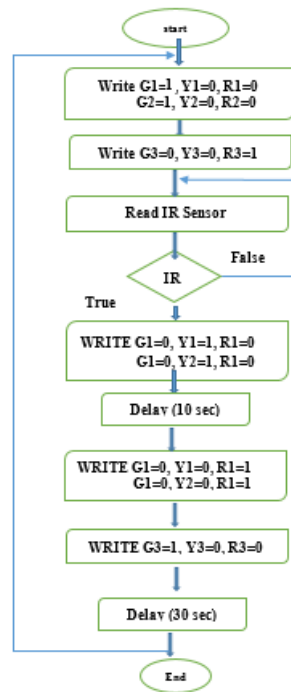 start
Write G1=1, Y1=0, R1=0
G2=1, Y2=0, R2=0
Write G3=0, Y3=0, R3=1
Read IR Sensor
IR
False
True
WRITE G1=0, Y1=1, R1=0
G1=0, Y2=1, R1=0
Delay (10 sec)
WRITE G1=0, Y1=0, R1=1
G1=0, Y2=0, R1=1
WRITE G3=1, Y3=0, R3=0
Delay (30 sec)
End